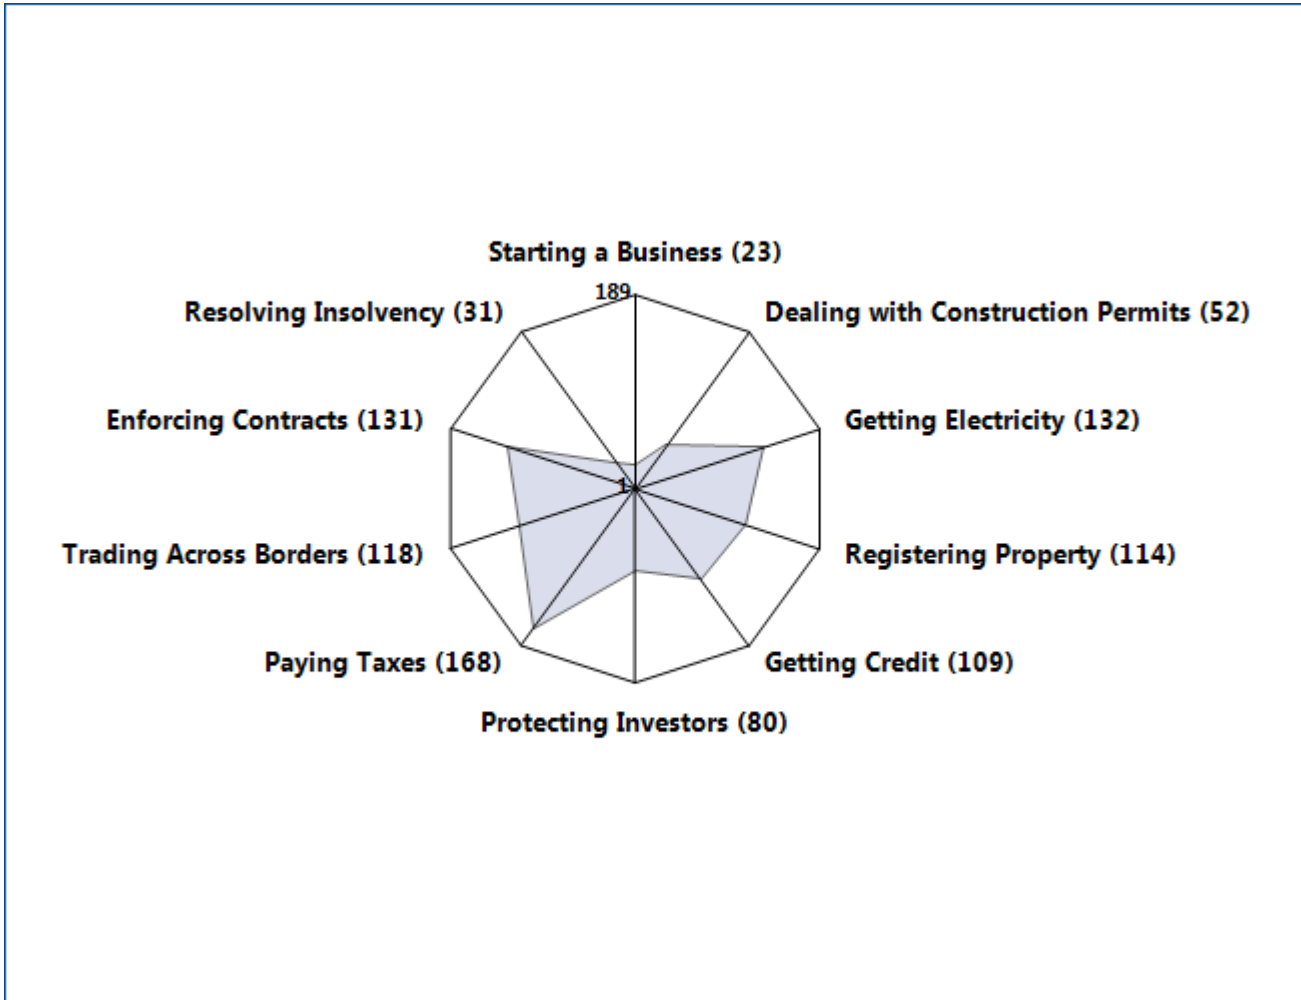 Starting a Business (23)
189
Resolving Insolvency (31)
Dealing with Construction Permits (52)
Enforcing Contracts (131)
Getting Electricity (132)
1
Trading Across Borders (118)
Registering Property (114)
Paying Taxes (168)
Getting Credit (109)
Protecting Investors (80)